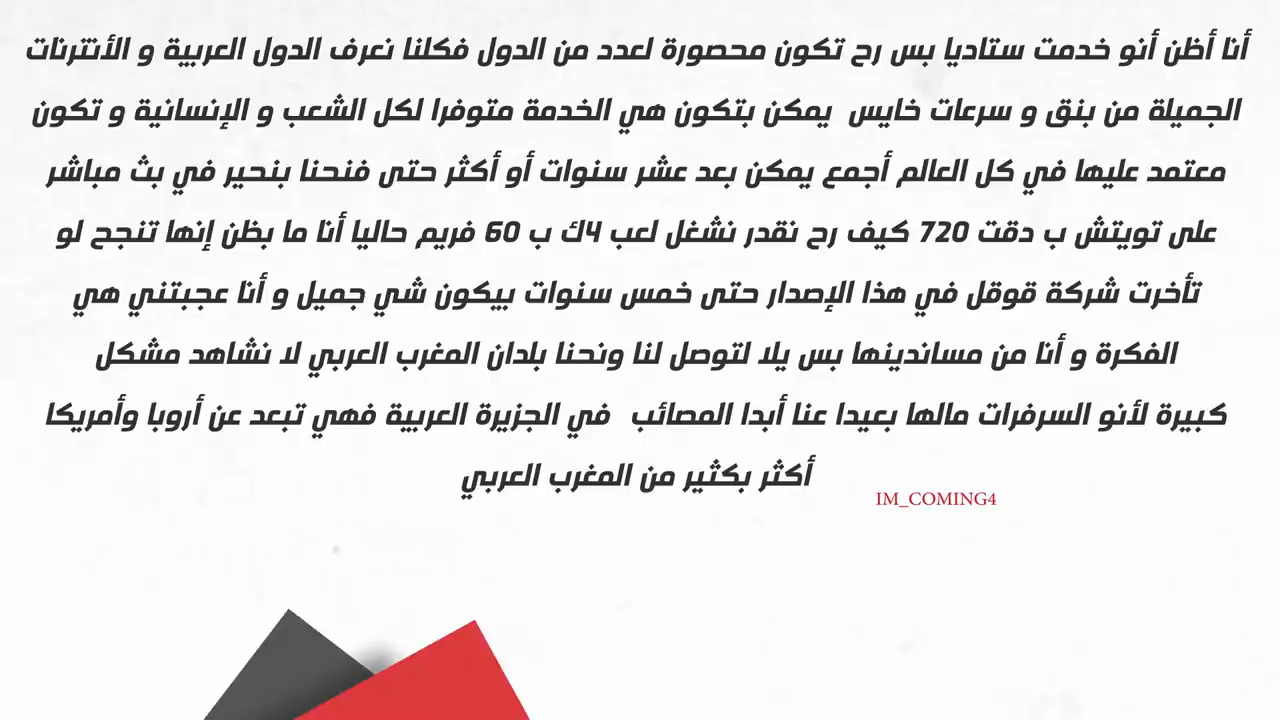 أنا أظن أنو خدمت ستاديا بس رح تكون محصورة لعدد من الدول فكلنا نعرف الدول العربية و الأنترنات
الجميلة من بنق و سرعات خايس يمكن بتكون هي الخدمة متوفرا لكل الشعب و الإنسانية و تكون
معتمد عليها في كل العالم أجمع يمكن بعد عشر سنوات أو أكثر حتى فنحنا بنحير في بث مباشر
على تويتش ب دقت 720 كيف رح نقدر نشغل لعب 4ك ب 60 فريم حاليا أنا ما بظن إنها تنجح لو
تأخرت شركة قوقل في هذا الإصدار حتى خمس سنوات بيكون شي جميل و أنا عجبتني هي
الفكرة و أنا من مساندينها بس يلا لتوصل لنا ونحنا بلدان المغرب العربي لا نشاهد مشكل
كبيرة لأنو السرفرات مالها بعيدا عنا أبدا المصائب في الجزيرة العربية فهي تبعد عن أروبا وأمريكا
أكثر بكثير من المغرب العربي
IM_COMING4